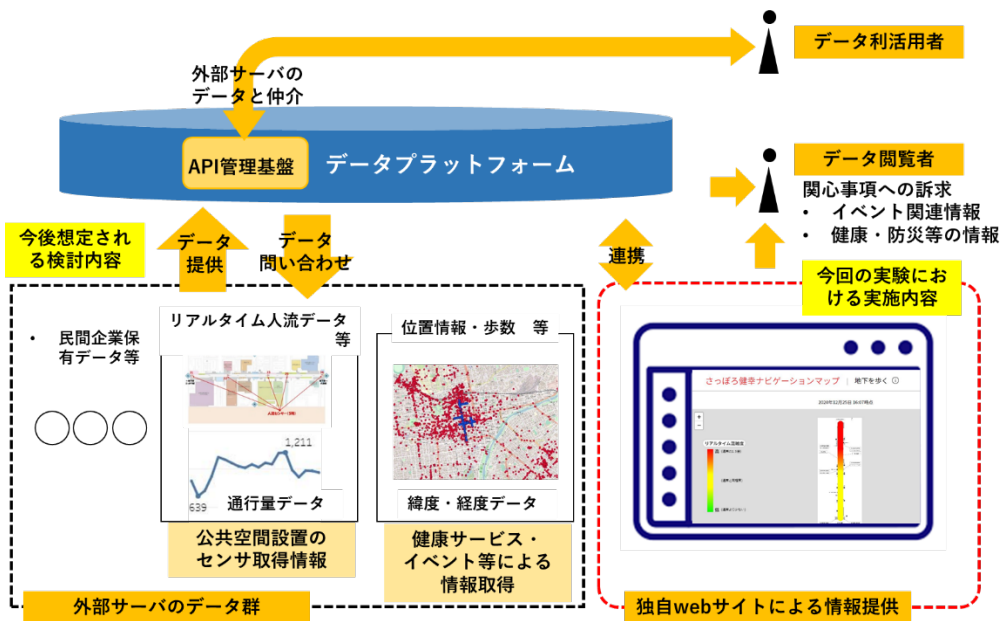 データ利活用者
外部サーバの
データと仲介
API管理基盤
データプラットフォーム
データ閲覧者
関心事項への訴求
・ イベント関連情報
・ 健康・防災等の情報
今後想定され
る検討内容
データ
提供
データ
問い合わせ
連携
今回の実験にお
ける実施内容
・ 民間企業保
有データ等
リアルタイム人流データ
等
1,211
639
通行量データ
公共空間設置の
センサ取得情報
位置情報・歩数 等
緯度・経度データ
健康サービス・
イベント等による
情報取得
さっぽろ健幸ナビゲーションマップ | 地下を歩く
リアルタイム混雑度
外部サーバのデータ群
独自webサイトによる情報提供